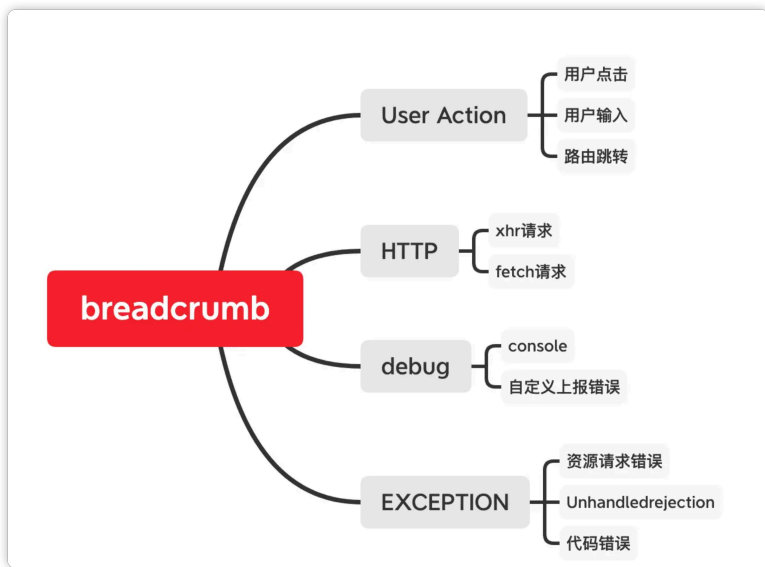 breadcrumb
User Action
用户点击
用户输入
路由跳转
HTTP
xhr请求
fetch请求
debug
console
自定义上报错误
EXCEPTION
资源请求错误
Unhandledrejection
代码错误